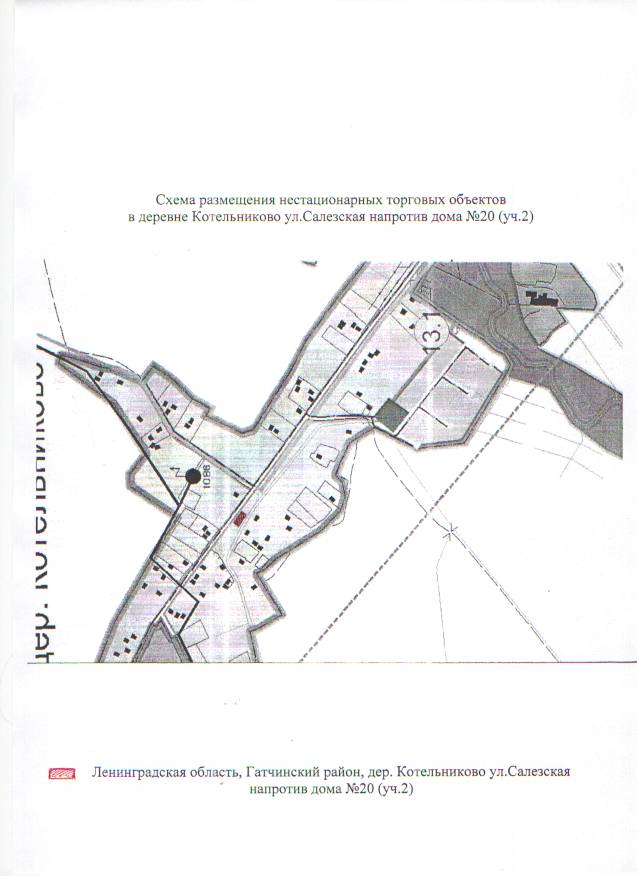 Схема размещения нестационарных торговых объектов
в деревне Котельниково ул.Салезская напротив дома №20 (уч.2)
13.1
1086
дер. КОТЕЛЬНИКОВО
Ленинградская область, Гатчинский район, дер. Котельниково ул.Салезская
напротив дома №20 (уч.2)